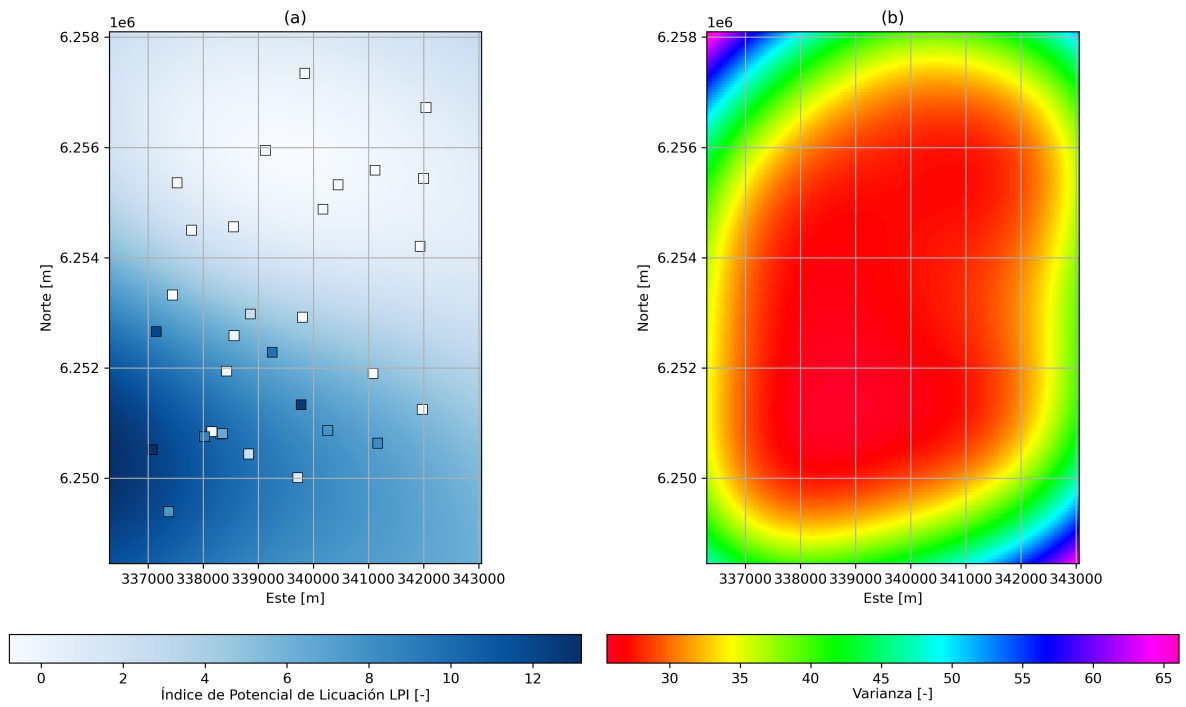 (a)
1e6
6.258
6.256
6.254
6.252
6.250
Norte [m]
337000 338000 339000 340000 341000 342000 343000
Este [m]
0 2 4 6 8 10 12
Índice de Potencial de Licuación LPI [-]
(b)
1e6
6.258
6.256
6.254
6.252
6.250
Norte [m]
337000 338000 339000 340000 341000 342000 343000
Este [m]
30 35 40 45 50 55 60 65
Varianza [-]